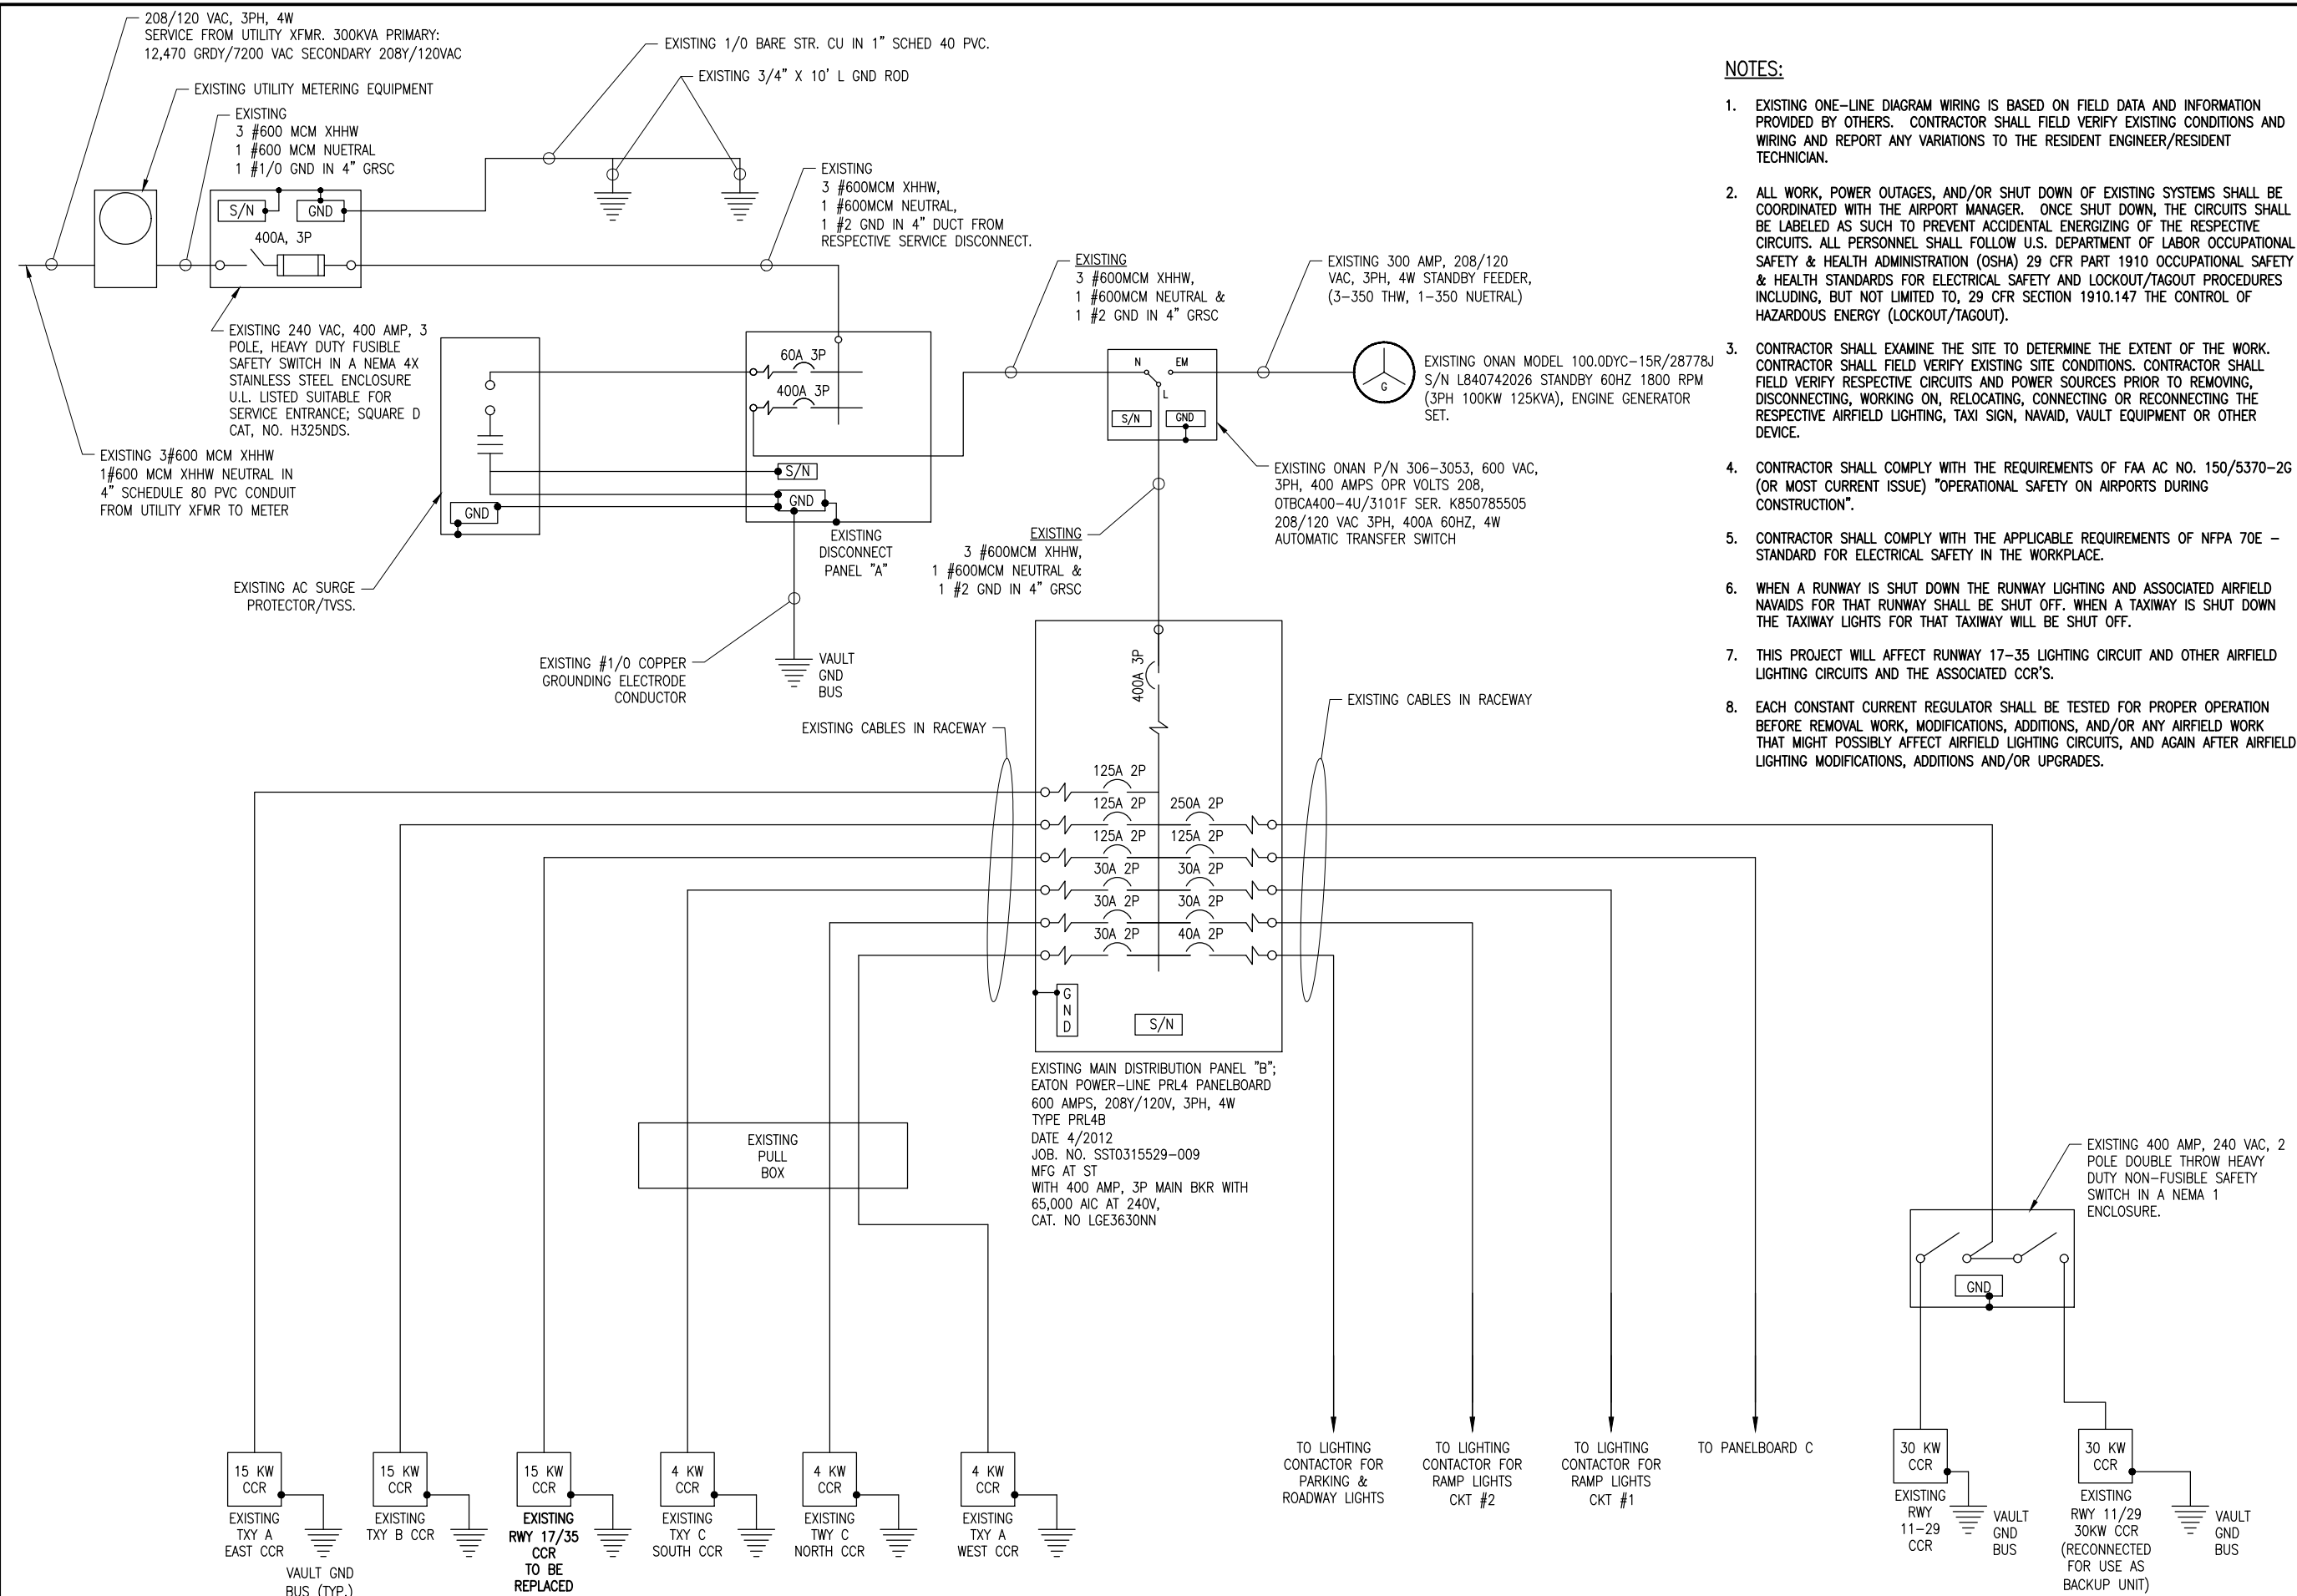 208/120 VAC, 3PH, 4W
SERVICE FROM UTILITY XFMR. 300KVA PRIMARY:
12,470 GRDY/7200 VAC SECONDARY 208Y/120VAC
EXISTING UTILITY METERING EQUIPMENT
EXISTING
3 #600 MCM XHHW
1 #600 MCM NUETRAL
1 #1/0 GND IN 4" GRSC
EXISTING 1/0 BARE STR. CU IN 1" SCHED 40 PVC.
EXISTING 3/4" X 10' L GND ROD
S/N
GND
400A, 3P
EXISTING
3 #600MCM XHHW,
1 #600MCM NEUTRAL,
1 #2 GND IN 4" DUCT FROM
RESPECTIVE SERVICE DISCONNECT.
EXISTING 240 VAC, 400 AMP, 3
POLE, HEAVY DUTY FUSIBLE
SAFETY SWITCH IN A NEMA 4X
STAINLESS STEEL ENCLOSURE
U.L. LISTED SUITABLE FOR
SERVICE ENTRANCE; SQUARE D
CAT, NO. H325NDS.
EXISTING 3#600 MCM XHHW
1#600 MCM XHHW NEUTRAL IN
4" SCHEDULE 80 PVC CONDUIT
FROM UTILITY XFMR TO METER
GND
EXISTING AC SURGE
PROTECTOR/TVSS.
60A 3P
400A 3P
S/N
GND
EXISTING
DISCONNECT
PANEL "A"
EXISTING #1/0 COPPER
GROUNDING ELECTRODE
CONDUCTOR
VAULT
GND
BUS
EXISTING
3 #600MCM XHHW,
1 #600MCM NEUTRAL &
1 #2 GND IN 4" GRSC
EXISTING 300 AMP, 208/120
VAC, 3PH, 4W STANDBY FEEDER,
(3-350 THW, 1-350 NUETRAL)
N
EM
L
S/N
GND
G
EXISTING ONAN MODEL 100.0DYC-15R/28778J
S/N L840742026 STANDBY 60HZ 1800 RPM
(3PH 100KW 125KVA), ENGINE GENERATOR
SET.
EXISTING ONAN P/N 306-3053, 600 VAC,
3PH, 400 AMPS OPR VOLTS 208,
OTBCA400-4U/3101F SER. K850785505
208/120 VAC 3PH, 400A 60HZ, 4W
AUTOMATIC TRANSFER SWITCH
EXISTING
3 #600MCM XHHW,
1 #600MCM NEUTRAL &
1 #2 GND IN 4" GRSC
NOTES:
1. EXISTING ONE-LINE DIAGRAM WIRING IS BASED ON FIELD DATA AND INFORMATION
PROVIDED BY OTHERS. CONTRACTOR SHALL FIELD VERIFY EXISTING CONDITIONS AND
WIRING AND REPORT ANY VARIATIONS TO THE RESIDENT ENGINEER/RESIDENT
TECHNICIAN.
2. ALL WORK, POWER OUTAGES, AND/OR SHUT DOWN OF EXISTING SYSTEMS SHALL BE
COORDINATED WITH THE AIRPORT MANAGER. ONCE SHUT DOWN, THE CIRCUITS SHALL
BE LABELED AS SUCH TO PREVENT ACCIDENTAL ENERGIZING OF THE RESPECTIVE
CIRCUITS. ALL PERSONNEL SHALL FOLLOW U.S. DEPARTMENT OF LABOR OCCUPATIONAL
SAFETY & HEALTH ADMINISTRATION (OSHA) 29 CFR PART 1910 OCCUPATIONAL SAFETY
& HEALTH STANDARDS FOR ELECTRICAL SAFETY AND LOCKOUT/TAGOUT PROCEDURES
INCLUDING, BUT NOT LIMITED TO, 29 CFR SECTION 1910.147 THE CONTROL OF
HAZARDOUS ENERGY (LOCKOUT/TAGOUT).
3. CONTRACTOR SHALL EXAMINE THE SITE TO DETERMINE THE EXTENT OF THE WORK.
CONTRACTOR SHALL FIELD VERIFY EXISTING SITE CONDITIONS. CONTRACTOR SHALL
FIELD VERIFY RESPECTIVE CIRCUITS AND POWER SOURCES PRIOR TO REMOVING,
DISCONNECTING, WORKING ON, RELOCATING, CONNECTING OR RECONNECTING THE
RESPECTIVE AIRFIELD LIGHTING, TAXI SIGN, NAVAID, VAULT EQUIPMENT OR OTHER
DEVICE.
4. CONTRACTOR SHALL COMPLY WITH THE REQUIREMENTS OF FAA AC NO. 150/5370-2G
(OR MOST CURRENT ISSUE) "OPERATIONAL SAFETY ON AIRPORTS DURING
CONSTRUCTION".
5. CONTRACTOR SHALL COMPLY WITH THE APPLICABLE REQUIREMENTS OF NFPA 70E -
STANDARD FOR ELECTRICAL SAFETY IN THE WORKPLACE.
6. WHEN A RUNWAY IS SHUT DOWN THE RUNWAY LIGHTING AND ASSOCIATED AIRFIELD
NAVAIDS FOR THAT RUNWAY SHALL BE SHUT OFF. WHEN A TAXIWAY IS SHUT DOWN
THE TAXIWAY LIGHTS FOR THAT TAXIWAY WILL BE SHUT OFF.
7. THIS PROJECT WILL AFFECT RUNWAY 17-35 LIGHTING CIRCUIT AND OTHER AIRFIELD
LIGHTING CIRCUITS AND THE ASSOCIATED CCR'S.
8. EACH CONSTANT CURRENT REGULATOR SHALL BE TESTED FOR PROPER OPERATION
BEFORE REMOVAL WORK, MODIFICATIONS, ADDITIONS, AND/OR ANY AIRFIELD WORK
THAT MIGHT POSSIBLY AFFECT AIRFIELD LIGHTING CIRCUITS, AND AGAIN AFTER AIRFIELD
LIGHTING MODIFICATIONS, ADDITIONS AND/OR UPGRADES.
EXISTING CABLES IN RACEWAY
EXISTING CABLES IN RACEWAY
400A 3P
125A 2P
125A 2P 250A 2P
125A 2P 125A 2P
30A 2P 30A 2P
30A 2P 30A 2P
30A 2P 40A 2P
G
N
D
S/N
EXISTING MAIN DISTRIBUTION PANEL "B";
EATON POWER-LINE PRL4 PANELBOARD
600 AMPS, 208Y/120V, 3PH, 4W
TYPE PRL4B
DATE 4/2012
JOB. NO. SST0315529-009
MFG AT ST
WITH 400 AMP, 3P MAIN BKR WITH
65,000 AIC AT 240V,
CAT. NO LGE3630NN
EXISTING
PULL
BOX
EXISTING 400 AMP, 240 VAC, 2
POLE DOUBLE THROW HEAVY
DUTY NON-FUSIBLE SAFETY
SWITCH IN A NEMA 1
ENCLOSURE.
GND
15 KW
CCR
EXISTING
TXY A
EAST CCR
VAULT GND
BUS (TYP.)
15 KW
CCR
EXISTING
TXY B CCR
15 KW
CCR
EXISTING
RWY 17/35
CCR
TO BE
REPLACED
4 KW
CCR
EXISTING
TXY C
SOUTH CCR
4 KW
CCR
EXISTING
TWY C
NORTH CCR
4 KW
CCR
EXISTING
TXY A
WEST CCR
TO LIGHTING
CONTACTOR FOR
PARKING &
ROADWAY LIGHTS
TO LIGHTING
CONTACTOR FOR
RAMP LIGHTS
CKT #2
TO LIGHTING
CONTACTOR FOR
RAMP LIGHTS
CKT #1
TO PANELBOARD C
30 KW
CCR
EXISTING
RWY
11-29
CCR
VAULT
GND
BUS
30 KW
CCR
EXISTING
RWY 11/29
30KW CCR
(RECONNECTED
FOR USE AS
BACKUP UNIT)
VAULT
GND
BUS